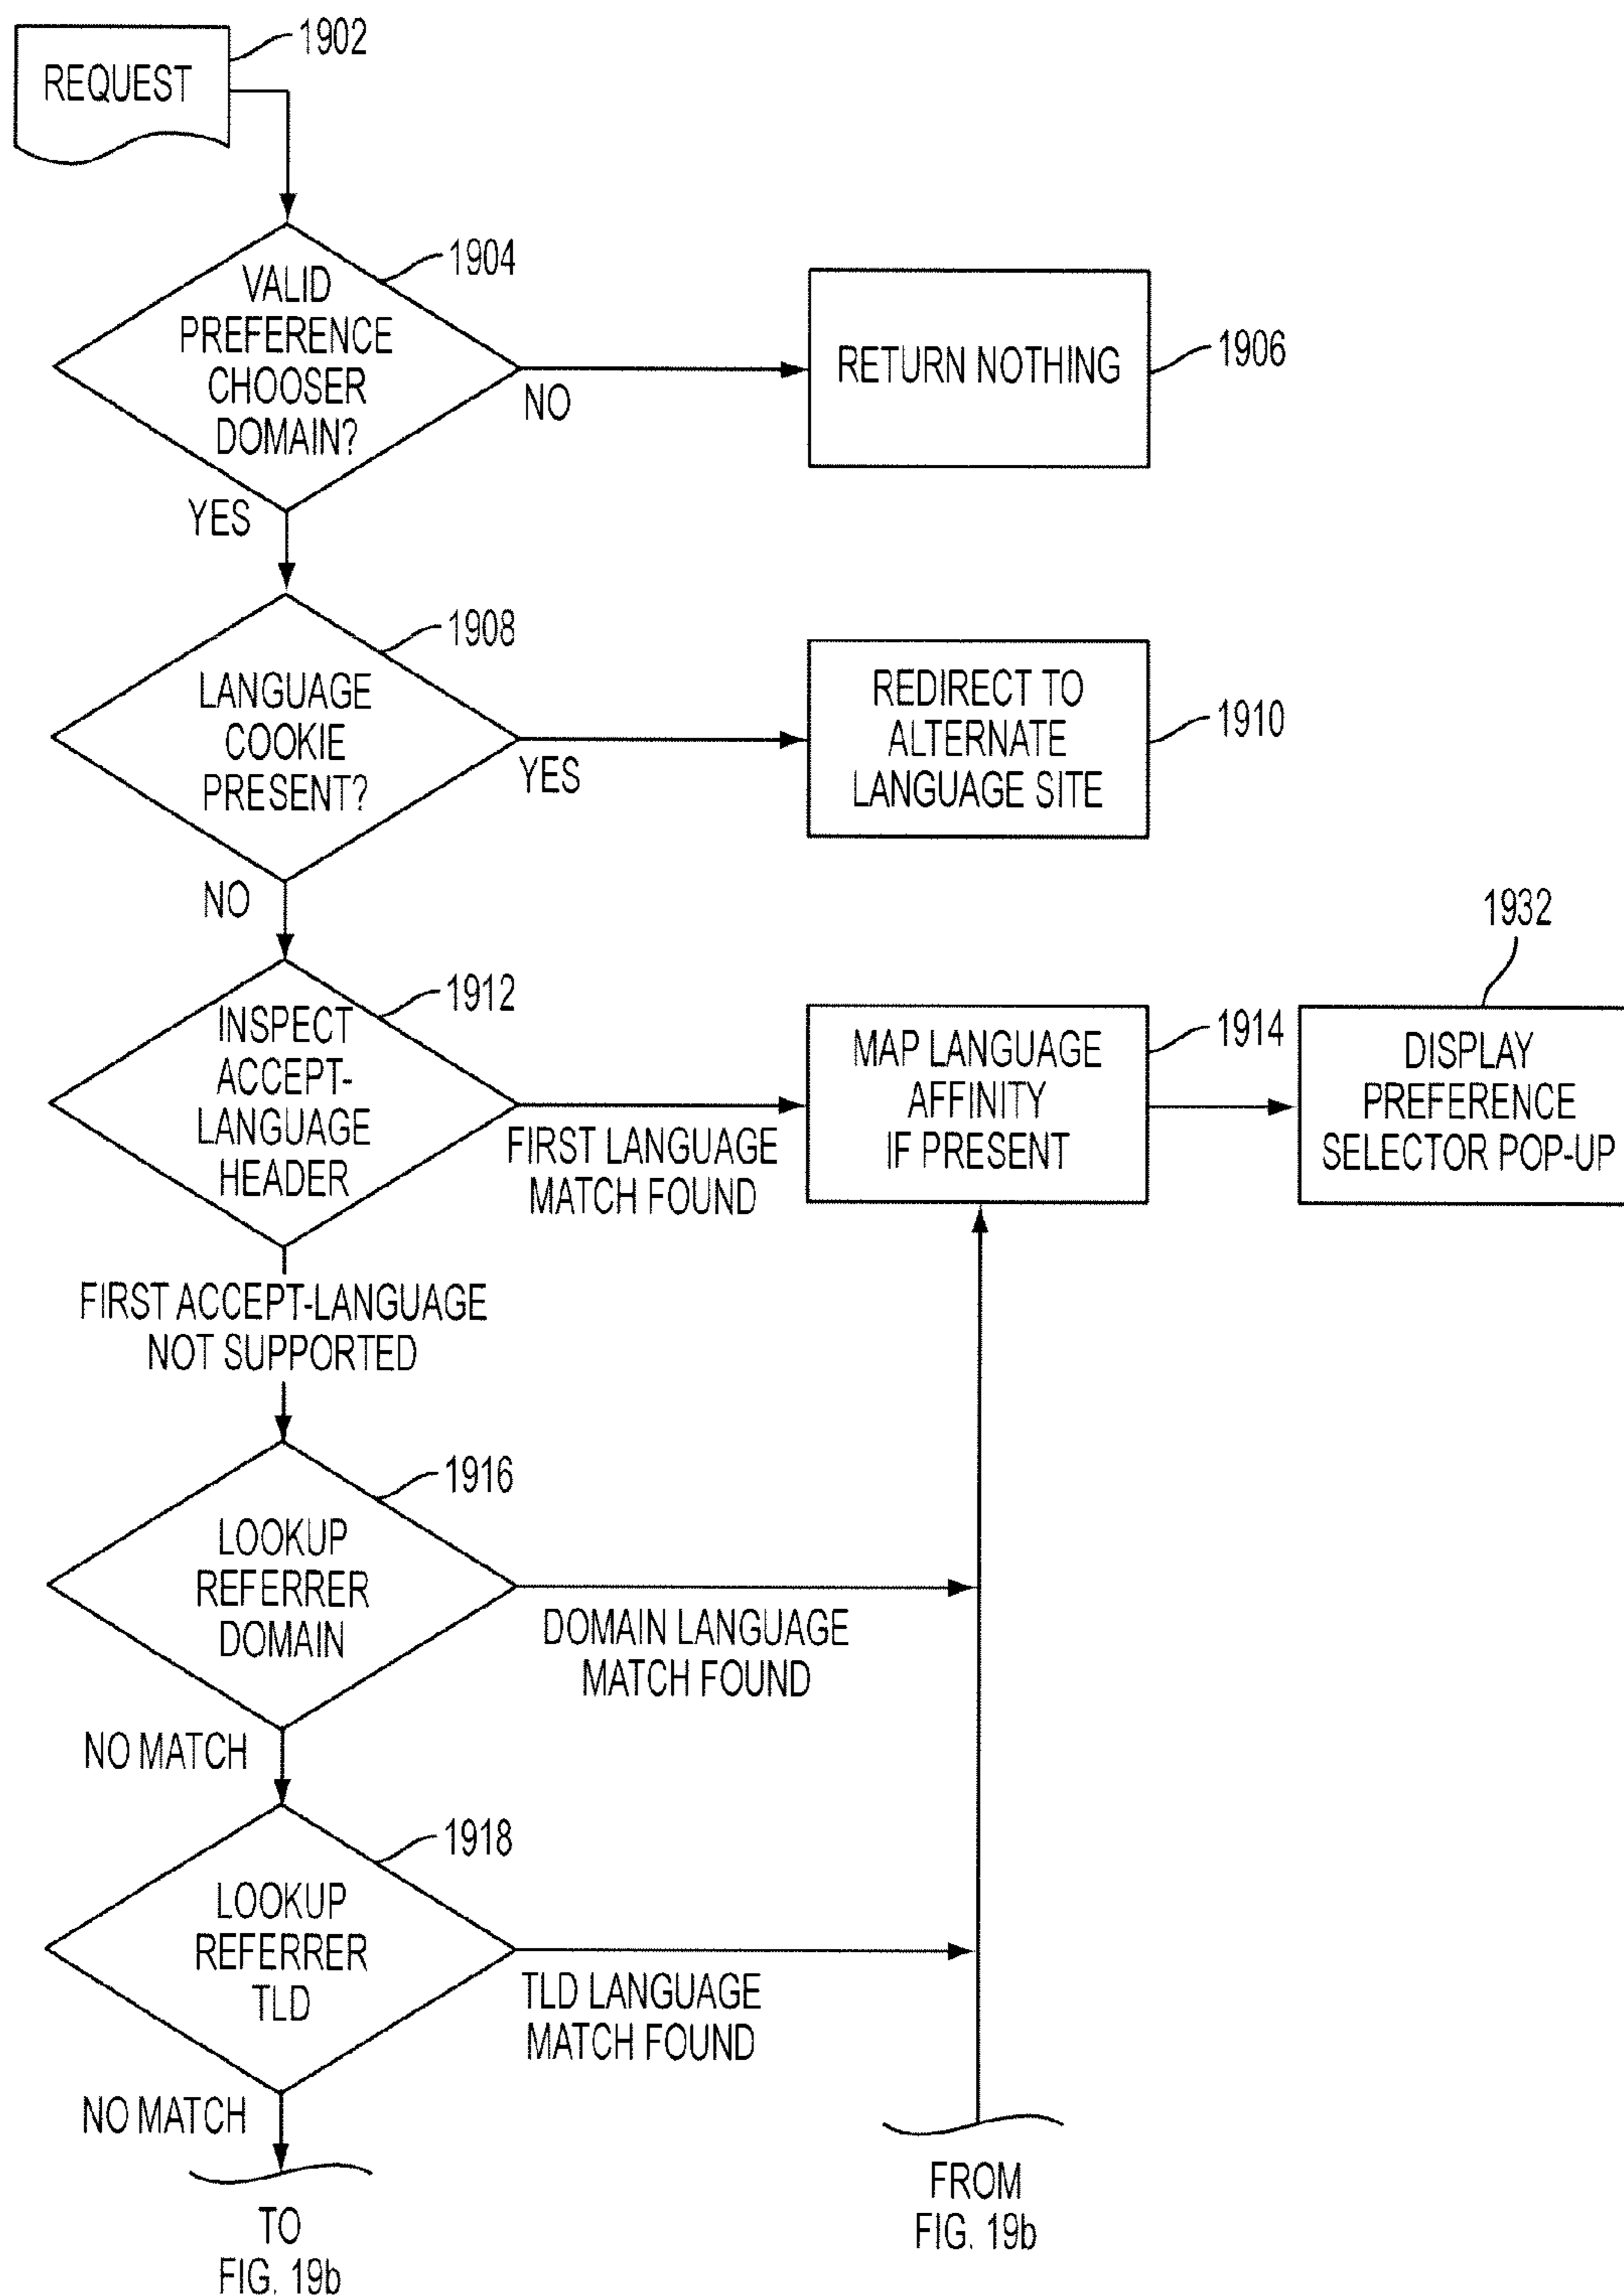 1902
REQUEST
1904
VALID
PREFERENCE
CHOOSER
DOMAIN?
NO
RETURN NOTHING
1906
YES
1908
LANGUAGE
COOKIE
PRESENT?
YES
REDIRECT TO
ALTERNATE
LANGUAGE SITE
1910
NO
1912
INSPECT
ACCEPT-
LANGUAGE
HEADER
FIRST LANGUAGE
MATCH FOUND
MAP LANGUAGE
AFFINITY
IF PRESENT
1914
1932
DISPLAY
PREFERENCE
SELECTOR POP-UP
FIRST ACCEPT-LANGUAGE
NOT SUPPORTED
1916
LOOKUP
REFERRER
DOMAIN
DOMAIN LANGUAGE
MATCH FOUND
NO MATCH
1918
LOOKUP
REFERRER
TLD
TLD LANGUAGE
MATCH FOUND
NO MATCH
TO
FIG. 19b
FROM
FIG. 19b